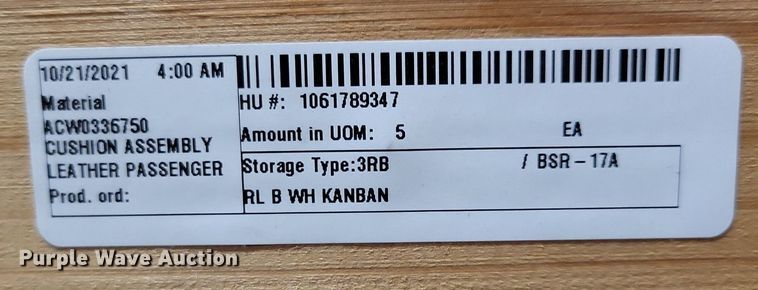 10/21/2021 4:00 AM
Material
ACW0336750
CUSHION ASSEMBLY
LEATHER PASSENGER
Prod. ord:
HU #: 1061789347
Amount in UOM: 5 EA
Storage Type:3RB / BSR-17A
RL B WH KANBAN
Purple Wave Auction